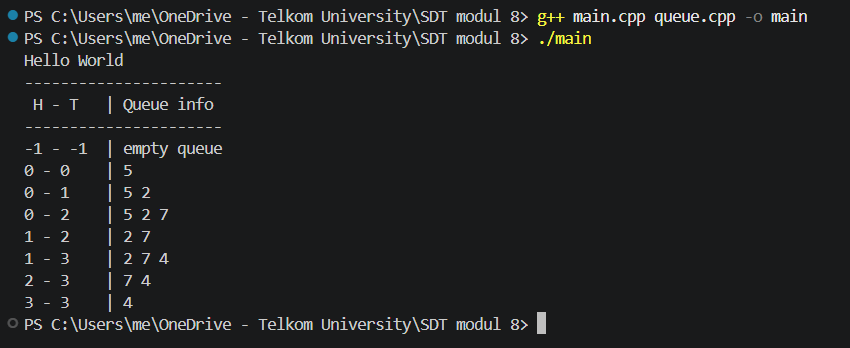 PS C:\Users\me\OneDrive - Telkom University\SDT modul 8> g++ main.cpp queue.cpp -o main
PS C:\Users\me\OneDrive - Telkom University\SDT modul 8> ./main
Hello World
----------------------
 H - T   | Queue info
----------------------
-1 - -1  | empty queue
0 - 0    | 5
0 - 1    | 5 2
0 - 2    | 5 2 7
1 - 2    | 2 7
1 - 3    | 2 7 4
2 - 3    | 7 4
3 - 3    | 4
PS C:\Users\me\OneDrive - Telkom University\SDT modul 8>